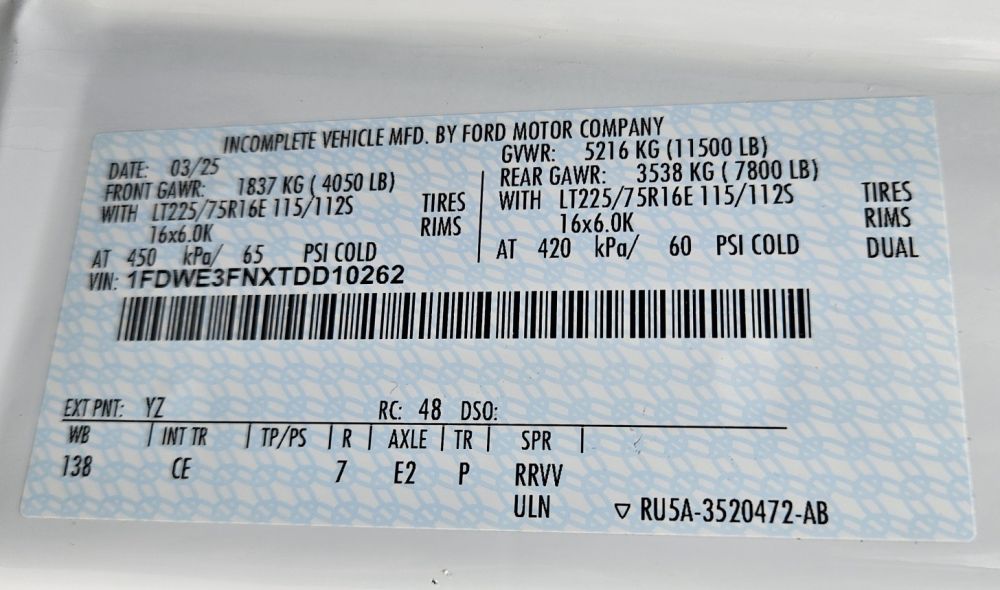 INCOMPLETE VEHICLE MFD. BY FORD MOTOR COMPANY
DATE: 03/25
GVWR: 5216 KG (11500 LB)
FRONT GAWR: 1837 KG ( 4050 LB)
REAR GAWR: 3538 KG ( 7800 LB)
WITH LT225/75R16E 115/112S TIRES
WITH LT225/75R16E 115/112S TIRES
16x6.0K RIMS
16x6.0K RIMS
AT 450 kPa/ 65 PSI COLD
AT 420 kPa/ 60 PSI COLD DUAL
VIN: 1FDWE3FNXTDD10262
EXT PNT: YZ RC: 48 DSO:
WB INT TR TP/PS R AXLE TR SPR
138 CE 7 E2 P RRVV
ULN ▽ RU5A-3520472-AB